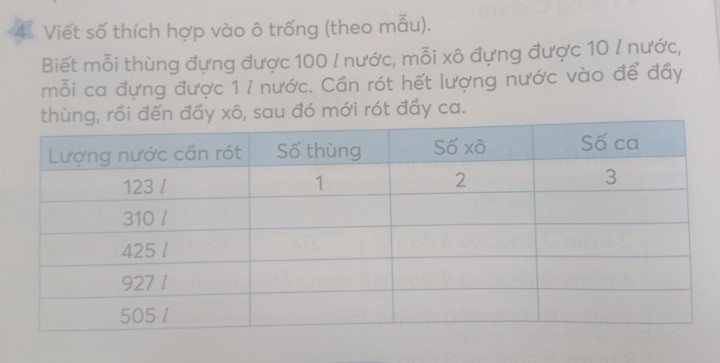 4. Viết số thích hợp vào ô trống (theo mẫu).
Biết mỗi thùng đựng được 100 l nước, mỗi xô đựng được 10 l nước,
mỗi ca đựng được 1 l nước. Cần rót hết lượng nước vào để đầy
thùng, rồi đến đầy xô, sau đó mới rót đầy ca.
Lượng nước cần rót Số thùng Số xô Số ca
123 l 1 2 3
310 l
425 l
927 l
505 l